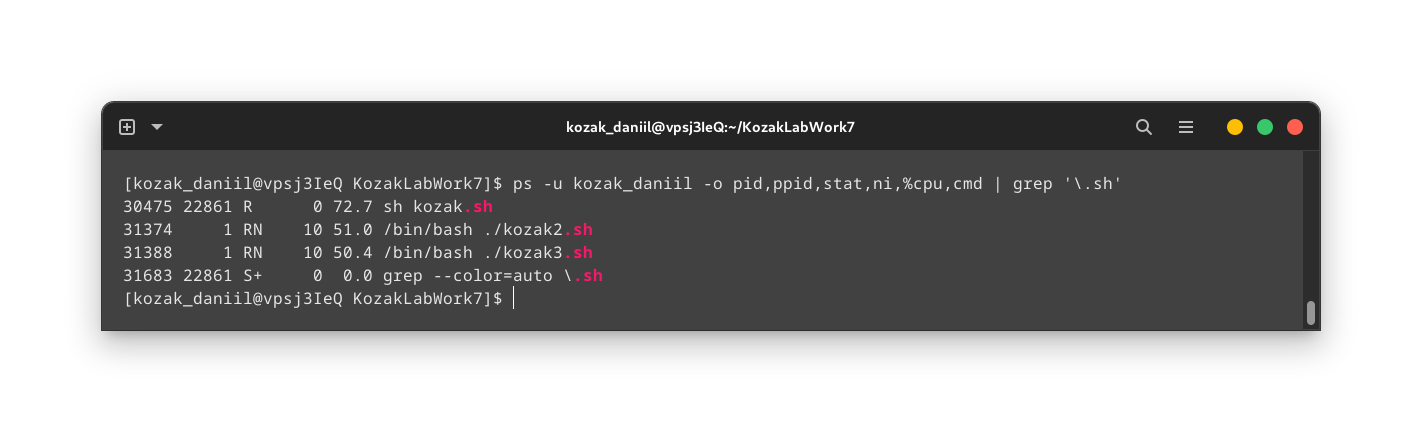 kozak_daniil@vpsj3IeQ:~/KozakLabWork7
[kozak_daniil@vpsj3IeQ KozakLabWork7]$ ps -u kozak_daniil -o pid,ppid,stat,ni,%cpu,cmd | grep '\.sh'
30475 22861 R      0 72.7 sh kozak.sh
31374     1 RN    10 51.0 /bin/bash ./kozak2.sh
31388     1 RN    10 50.4 /bin/bash ./kozak3.sh
31683 22861 S+     0  0.0 grep --color=auto \.sh
[kozak_daniil@vpsj3IeQ KozakLabWork7]$